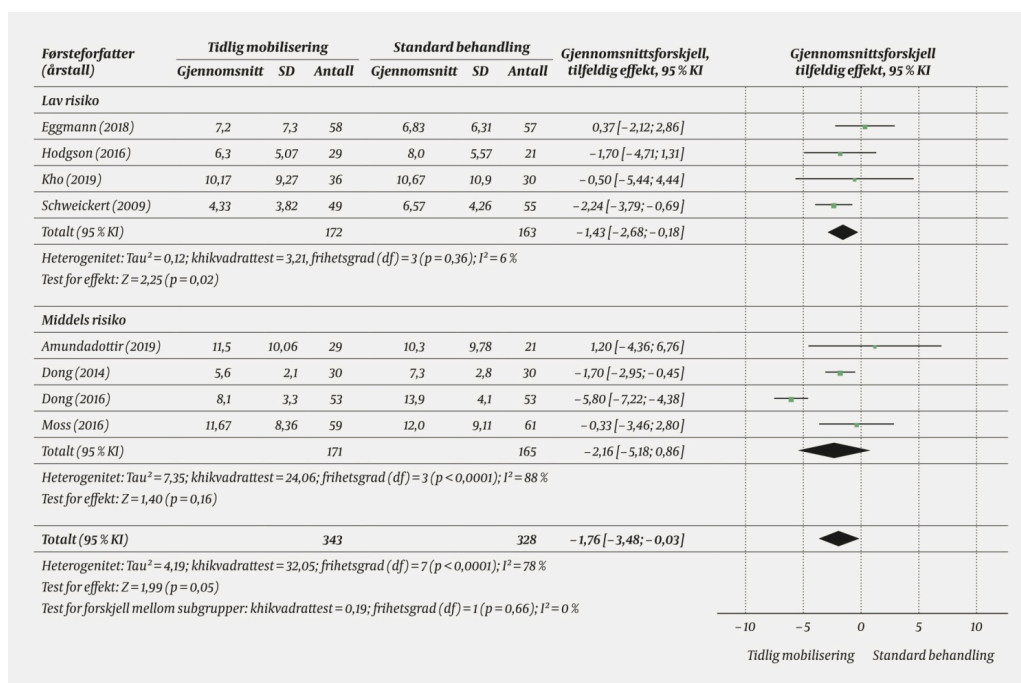 Førsteforfatter (årstall) Tidlig mobilisering Standard behandling Gjennomsnittsforskjell, tilfeldig effekt, 95 % KI Gjennomsnittsforskjell tilfeldig effekt, 95 % KI
Gjennomsnitt SD Antall Gjennomsnitt SD Antall
Lav risiko
Eggmann (2018) 7,2 7,3 58 6,83 6,31 57 0,37 [−2,12; 2,86]
Hodgson (2016) 6,3 5,07 29 8,0 5,57 21 −1,70 [−4,71; 1,31]
Kho (2019) 10,17 9,27 36 10,67 10,9 30 −0,50 [−5,44; 4,44]
Schweickert (2009) 4,33 3,82 49 6,57 4,26 55 −2,24 [−3,79; −0,69]
Totalt (95 % KI) 172 163 −1,43 [−2,68; −0,18]
Heterogenitet: Tau² = 0,12; khikvadrattest = 3,21, frihetsgrad (df) = 3 (p = 0,36); I² = 6 %
Test for effekt: Z = 2,25 (p = 0,02)
Middels risiko
Amundadottir (2019) 11,5 10,06 29 10,3 9,78 21 1,20 [−4,36; 6,76]
Dong (2014) 5,6 2,1 30 7,3 2,8 30 −1,70 [−2,95; −0,45]
Dong (2016) 8,1 3,3 53 13,9 4,1 53 −5,80 [−7,22; −4,38]
Moss (2016) 11,67 8,36 59 12,0 9,11 61 −0,33 [−3,46; 2,80]
Totalt (95 % KI) 171 165 −2,16 [−5,18; 0,86]
Heterogenitet: Tau² = 7,35; khikvadrattest = 24,06; frihetsgrad (df) = 3 (p < 0,0001); I² = 88 %
Test for effekt: Z = 1,40 (p = 0,16)
Totalt (95 % KI) 343 328 −1,76 [−3,48; −0,03]
Heterogenitet: Tau² = 4,19; khikvadrattest = 32,05; frihetsgrad (df) = 7 (p < 0,0001); I² = 78 %
Test for effekt: Z = 1,99 (p = 0,05)
Test for forskjell mellom subgrupper: khikvadrattest = 0,19; frihetsgrad (df) = 1 (p = 0,66); I² = 0 %
−10 −5 0 5 10
Tidlig mobilisering Standard behandling